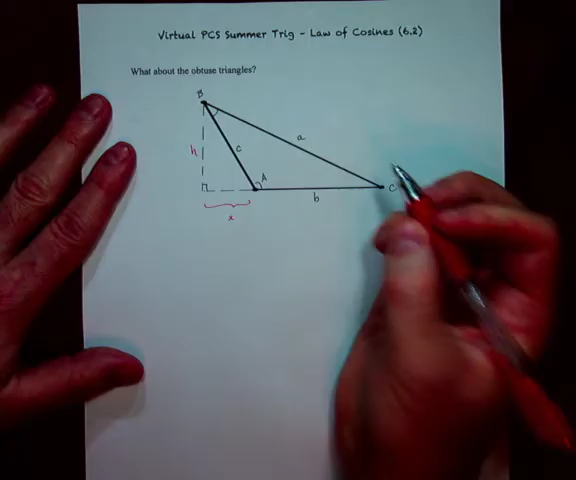 Virtual PCS Summer Trig - Law of Cosines (6.2)
What about the obtuse triangles?
B
a
h
c
A
C
b
x